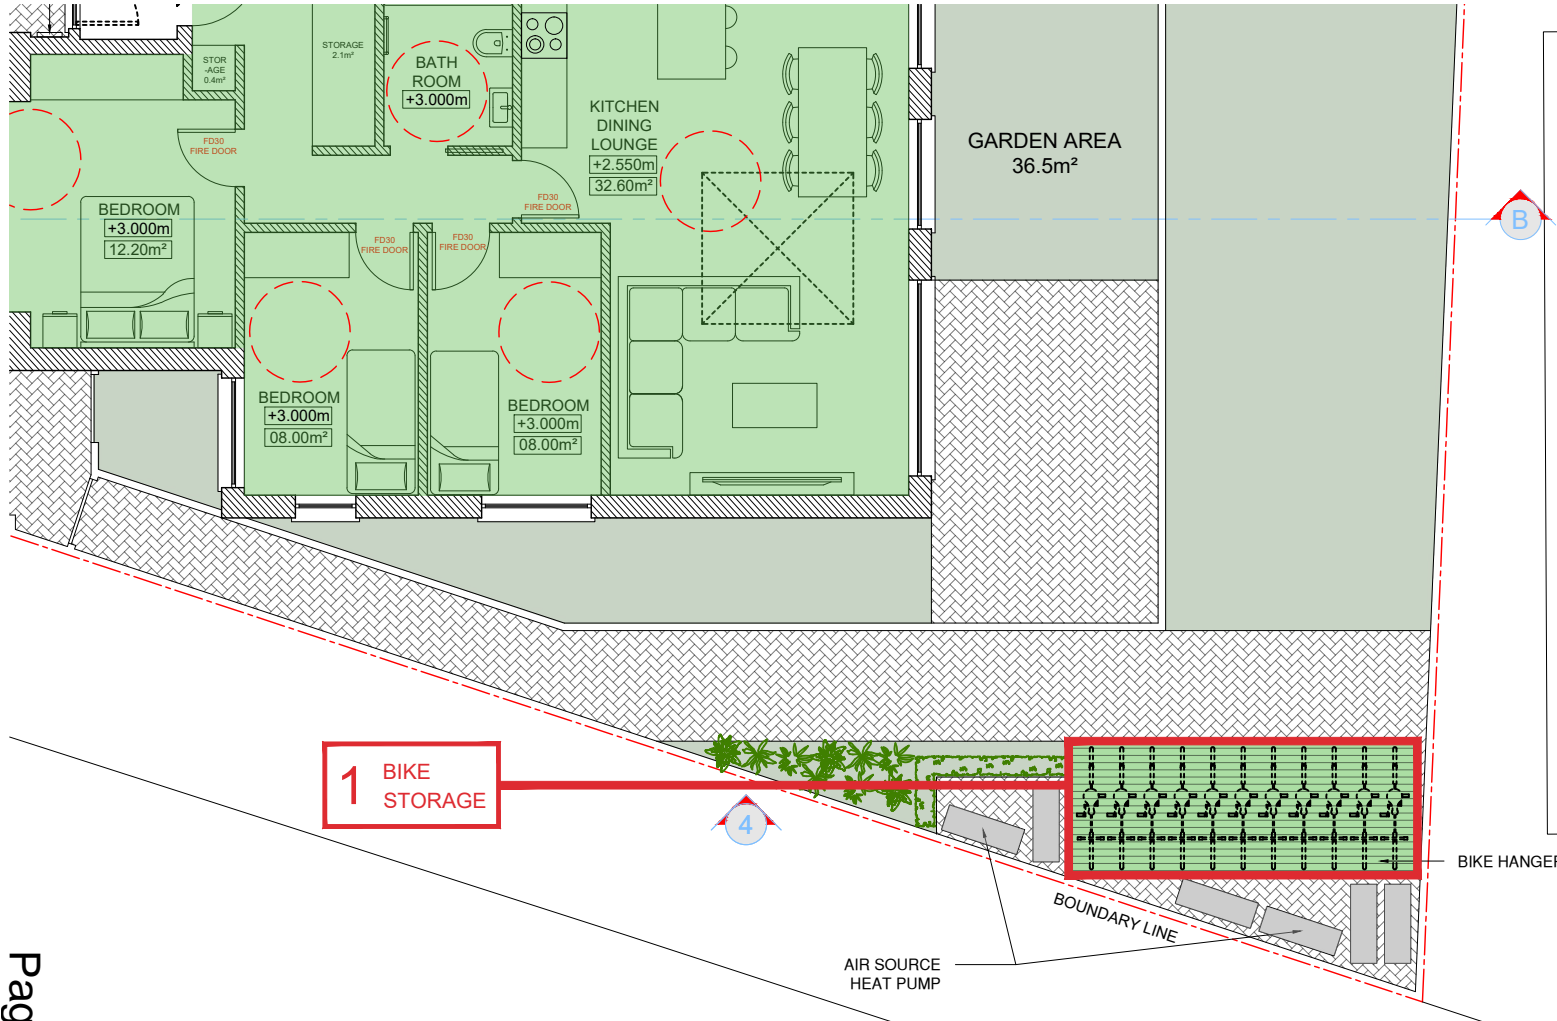 STORAGE
2.1m²
STOR
-AGE
0.4m²
BATH
ROOM
+3.000m
KITCHEN
DINING
LOUNGE
+2.550m
32.60m²
GARDEN AREA
36.5m²
FD30
FIRE DOOR
FD30
FIRE DOOR
BEDROOM
+3.000m
12.20m²
FD30
FIRE DOOR
FD30
FIRE DOOR
B
BEDROOM
+3.000m
08.00m²
BEDROOM
+3.000m
08.00m²
1 BIKE
STORAGE
4
BIKE HANGER
BOUNDARY LINE
AIR SOURCE
HEAT PUMP
Pag